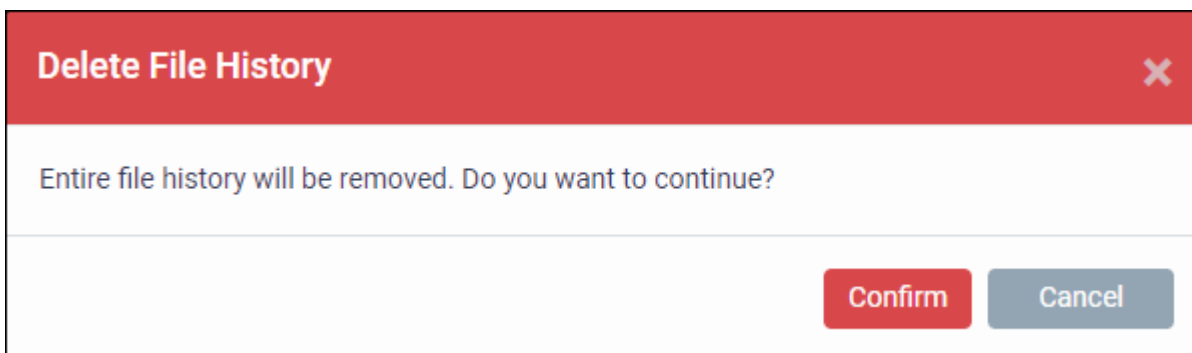 Delete File History
Entire file history will be removed. Do you want to continue?
Confirm Cancel